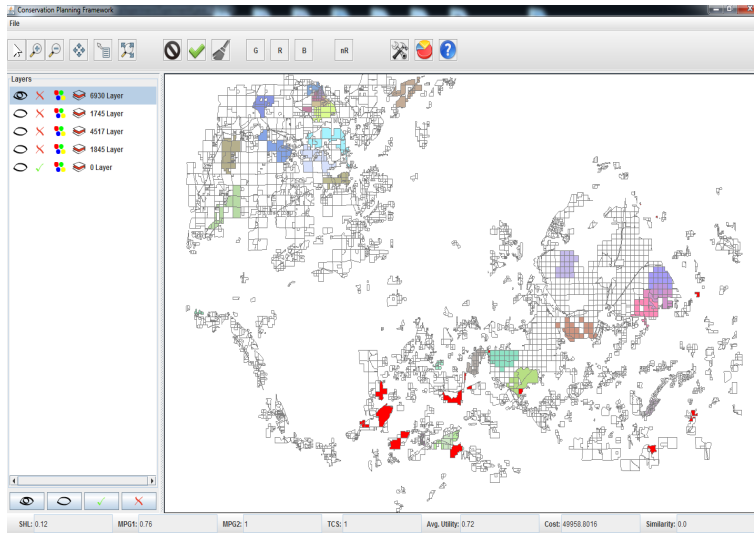 Conservation Planning Framework
File
G R B nR
Layers
6930 Layer
1745 Layer
4517 Layer
1845 Layer
0 Layer
SHL: 0.12 MPG1: 0.76 MPG2: 1 TCS: 1 Avg. Utility: 0.72 Cost: 49958.8016 Similarity: 0.0